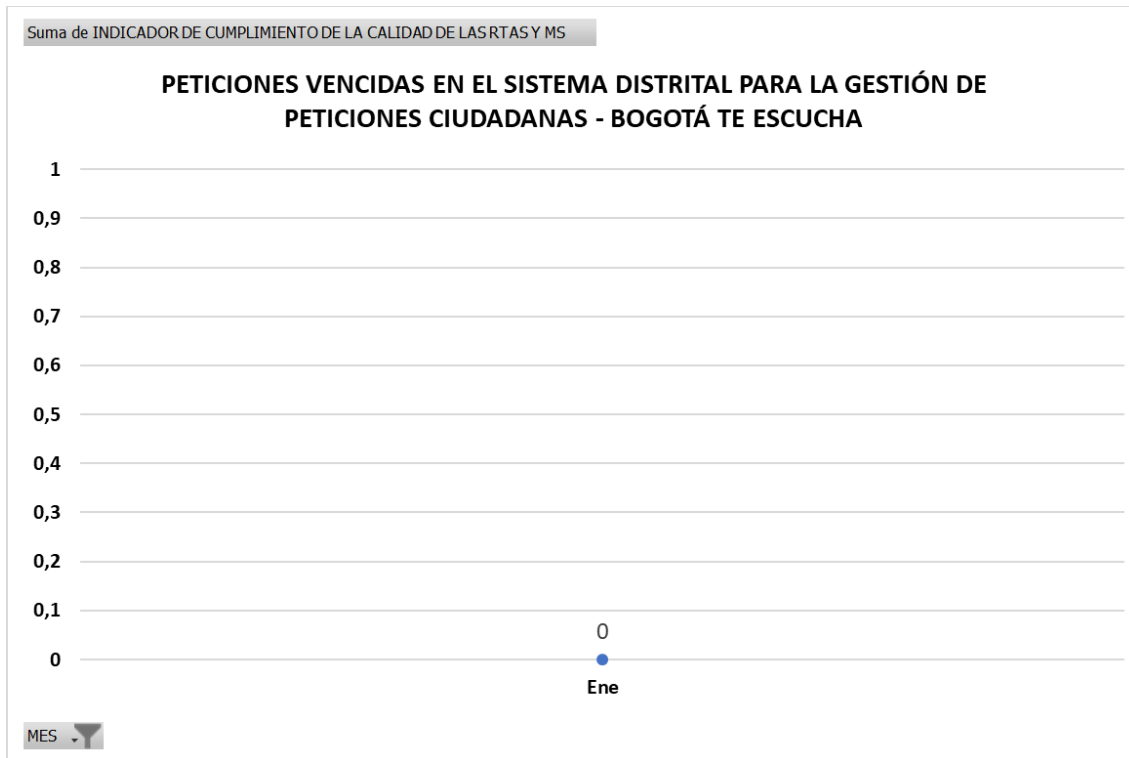 Suma de INDICADOR DE CUMPLIMIENTO DE LA CALIDAD DE LAS RTAS Y MS
PETICIONES VENCIDAS EN EL SISTEMA DISTRITAL PARA LA GESTIÓN DE
PETICIONES CIUDADANAS - BOGOTÁ TE ESCUCHA
1
0,9
0,8
0,7
0,6
0,5
0,4
0,3
0,2
0,1
0
0
Ene
MES